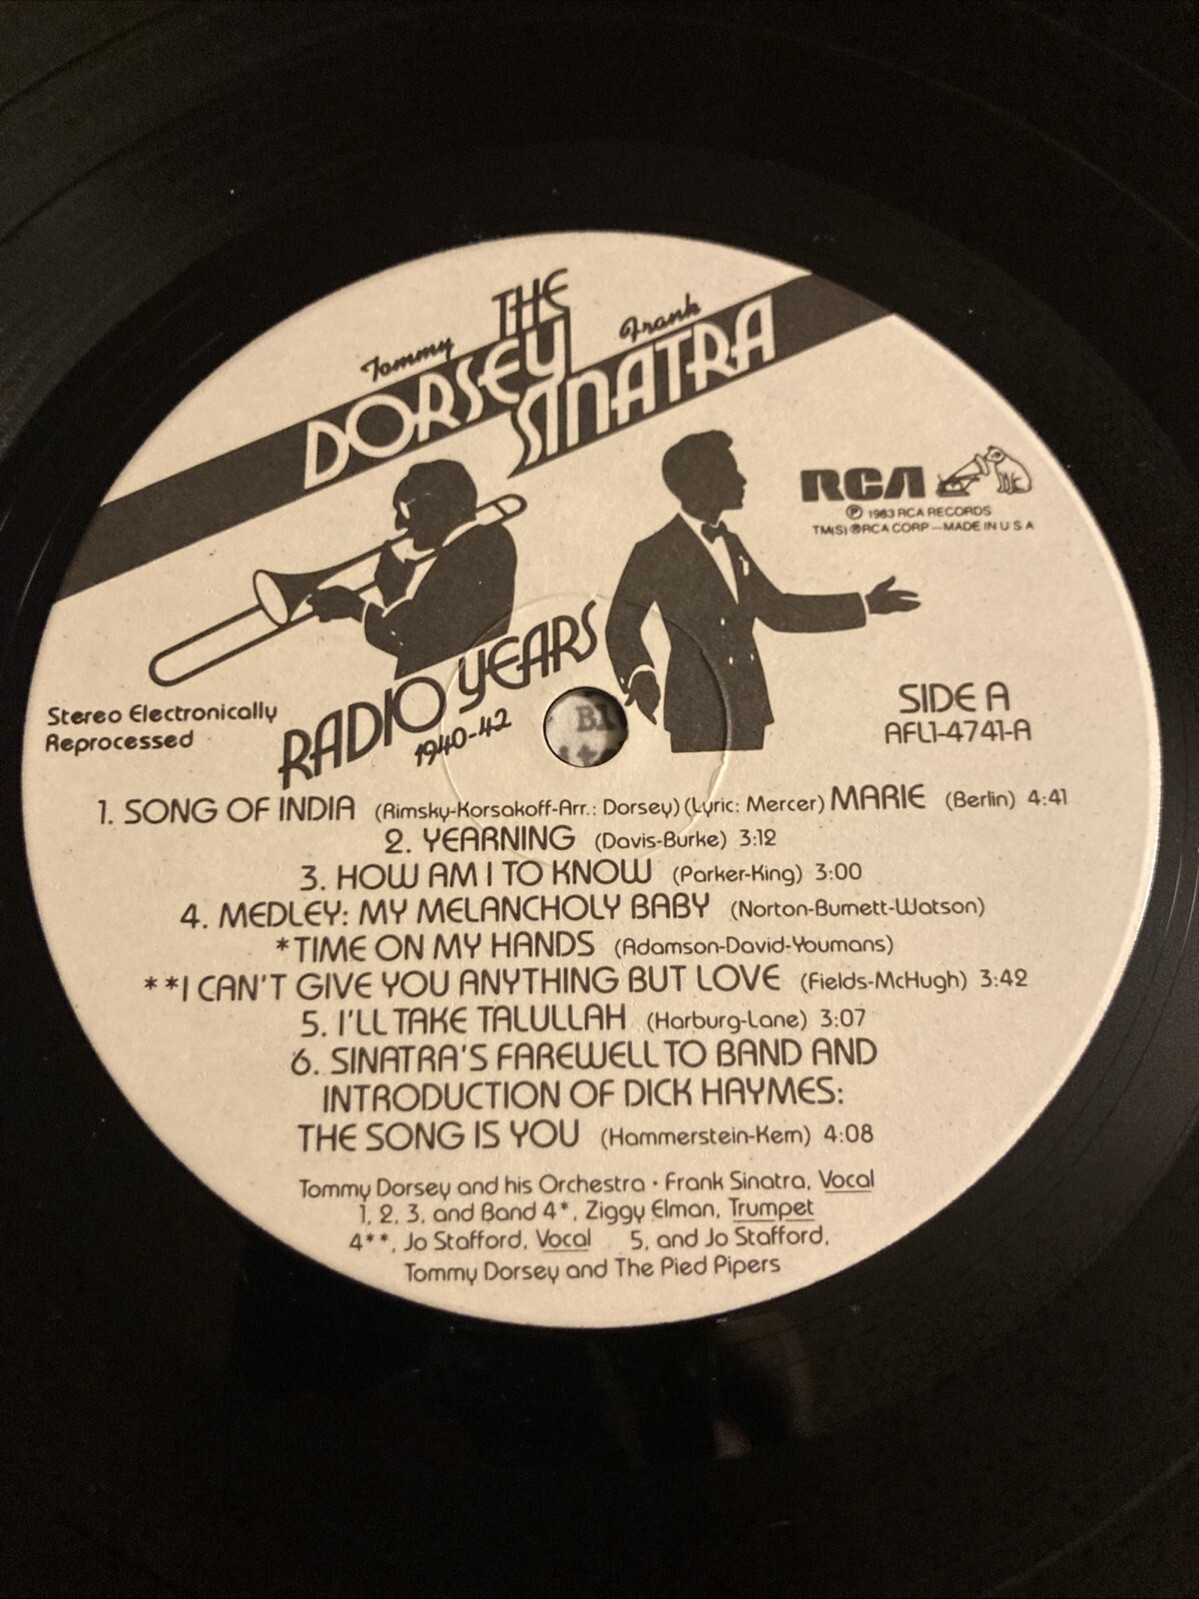 THE
Tommy Frank
DORSEY SINATRA
RCA
Ⓟ 1983 RCA RECORDS
TM(S) ® RCA CORP — MADE IN U S A
RADIO YEARS
1940-42
Stereo Electronically
Reprocessed
SIDE A
AFL1-4741-A
1. SONG OF INDIA (Rimsky-Korsakoff-Arr.: Dorsey) (Lyric: Mercer) MARIE (Berlin) 4:41
2. YEARNING (Davis-Burke) 3:12
3. HOW AM I TO KNOW (Parker-King) 3:00
4. MEDLEY: MY MELANCHOLY BABY (Norton-Burnett-Watson)
*TIME ON MY HANDS (Adamson-David-Youmans)
**I CAN'T GIVE YOU ANYTHING BUT LOVE (Fields-McHugh) 3:42
5. I'LL TAKE TALULLAH (Harburg-Lane) 3:07
6. SINATRA'S FAREWELL TO BAND AND
INTRODUCTION OF DICK HAYMES:
THE SONG IS YOU (Hammerstein-Kern) 4:08
Tommy Dorsey and his Orchestra • Frank Sinatra, Vocal
1, 2, 3, and Band 4*, Ziggy Elman, Trumpet
4**, Jo Stafford, Vocal 5, and Jo Stafford,
Tommy Dorsey and The Pied Pipers